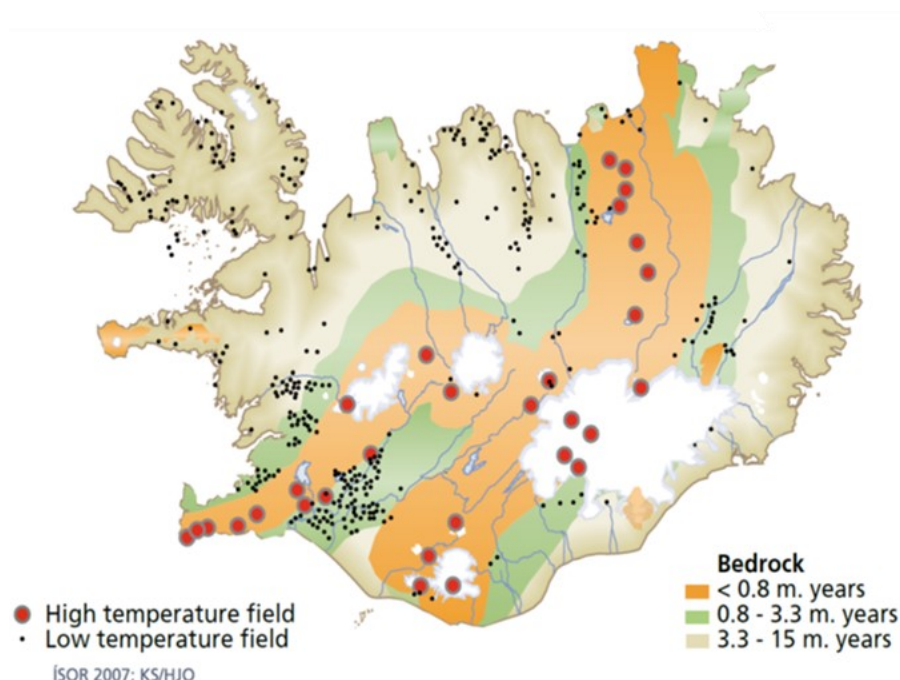 Bedrock
< 0.8 m. years
0.8 - 3.3 m. years
3.3 - 15 m. years
High temperature field
Low temperature field
ÍSOR 2007: KS/HJO